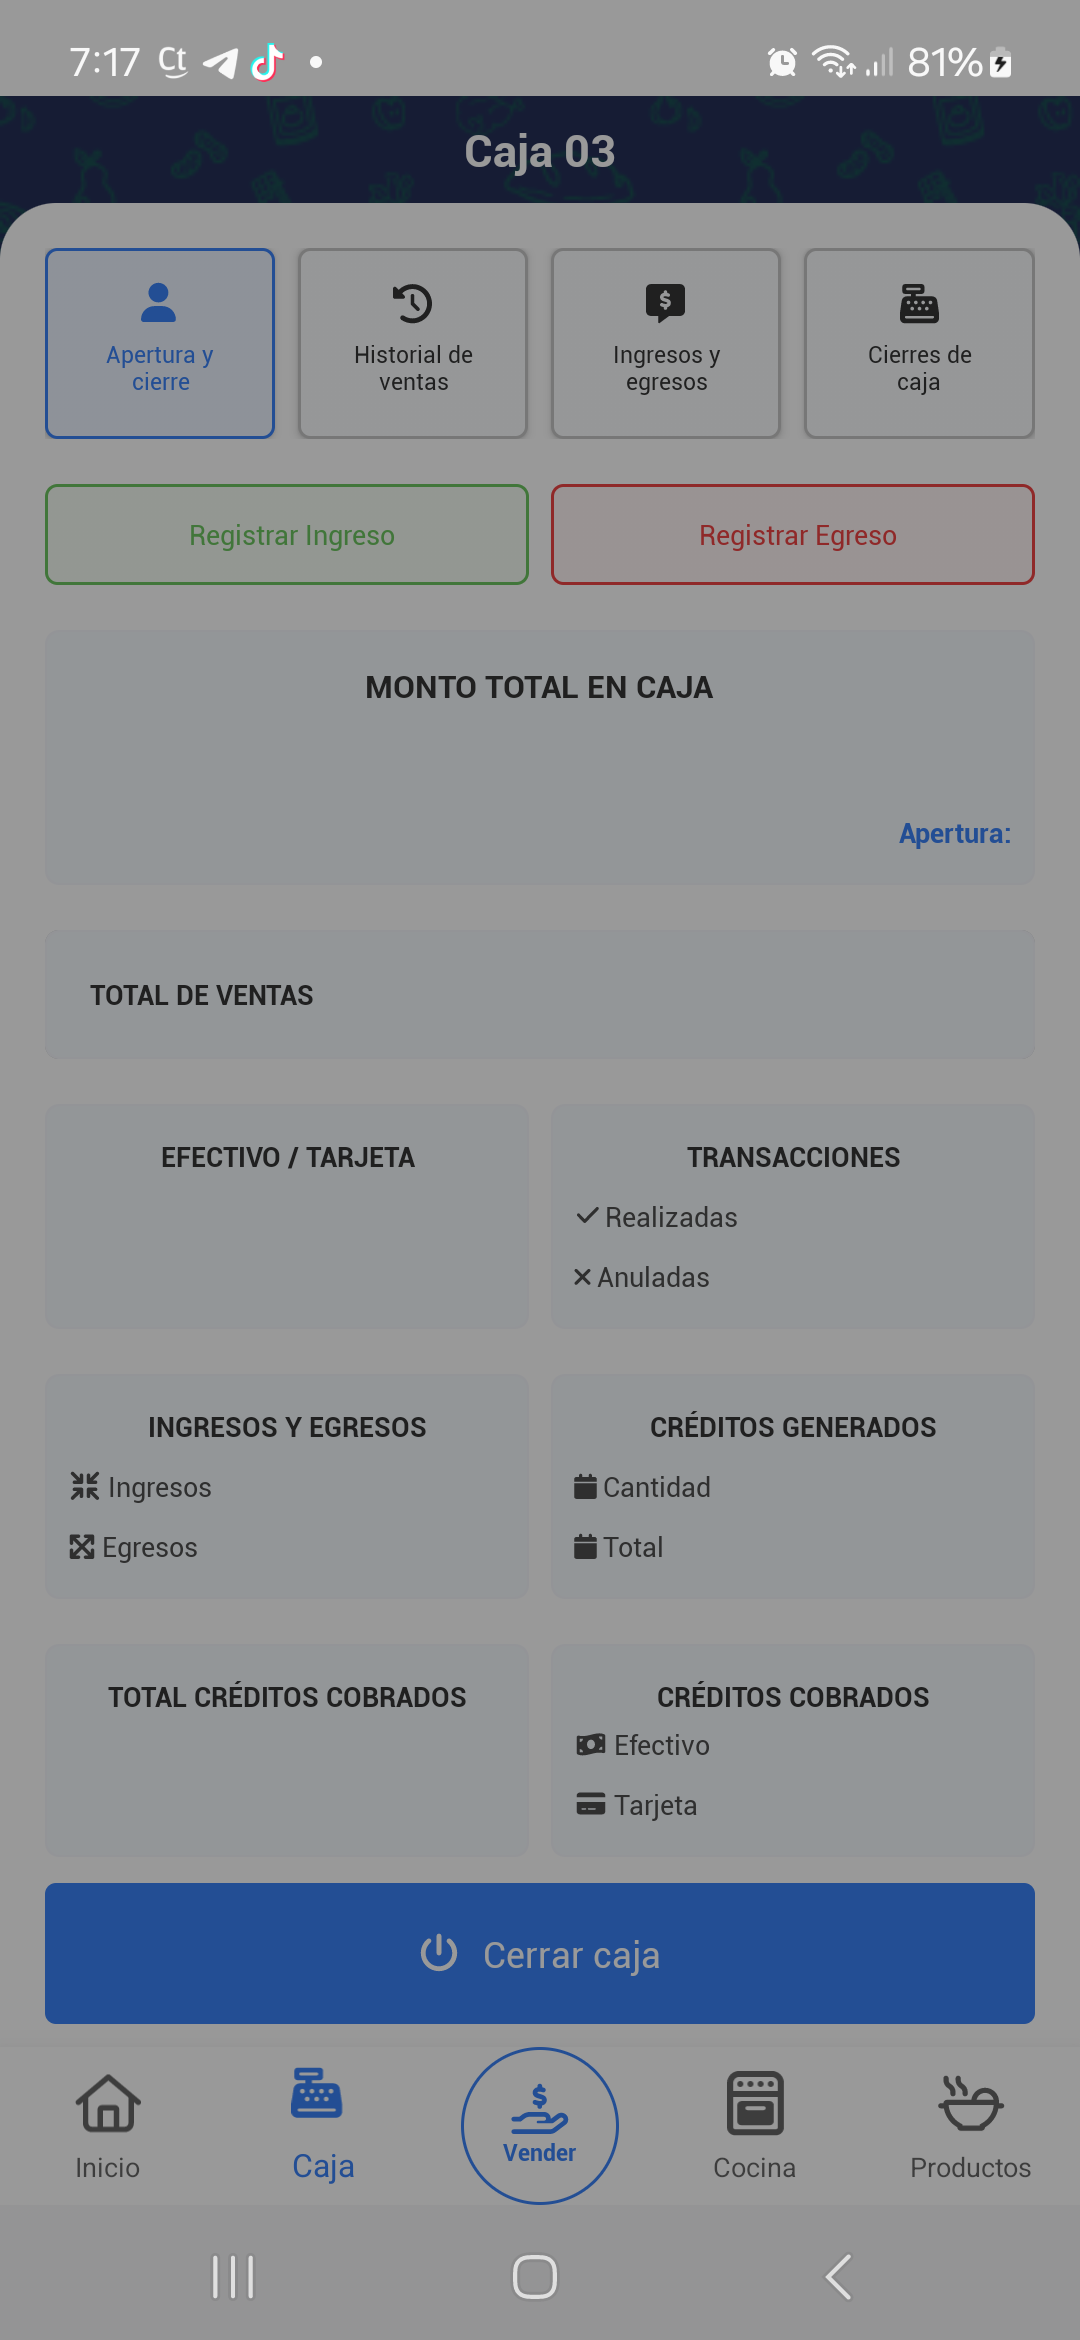 7:17 Ct 81%
Caja 03
Apertura y
cierre
Historial de
ventas
Ingresos y
egresos
Cierres de
caja
Registrar Ingreso
Registrar Egreso
MONTO TOTAL EN CAJA
Apertura:
TOTAL DE VENTAS
EFECTIVO / TARJETA
TRANSACCIONES
Realizadas
Anuladas
INGRESOS Y EGRESOS
Ingresos
Egresos
CRÉDITOS GENERADOS
Cantidad
Total
TOTAL CRÉDITOS COBRADOS
CRÉDITOS COBRADOS
Efectivo
Tarjeta
Cerrar caja
Inicio
Caja
Vender
Cocina
Productos